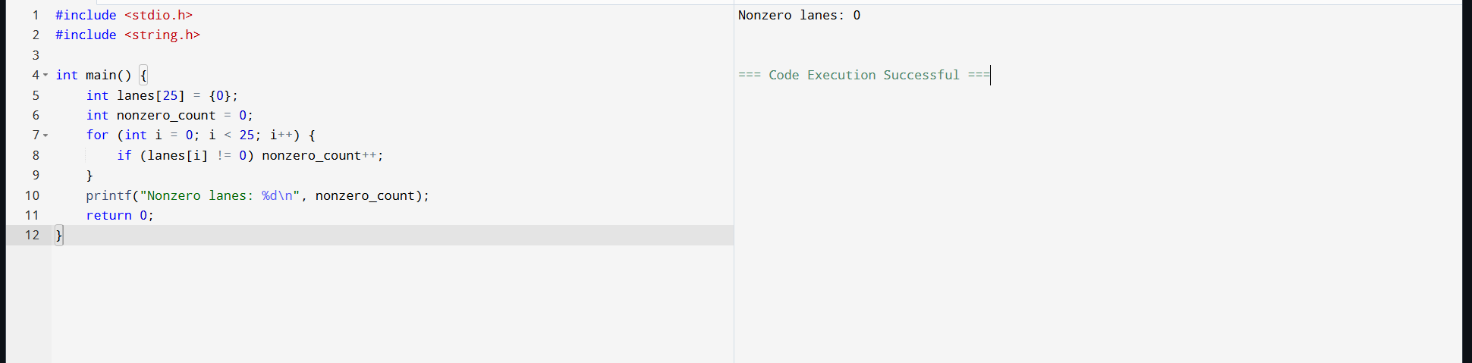 1 #include <stdio.h>
2 #include <string.h>
3
4 int main() {
5     int lanes[25] = {0};
6     int nonzero_count = 0;
7     for (int i = 0; i < 25; i++) {
8         if (lanes[i] != 0) nonzero_count++;
9     }
10     printf("Nonzero lanes: %d\n", nonzero_count);
11     return 0;
12 }
Nonzero lanes: 0
=== Code Execution Successful ===